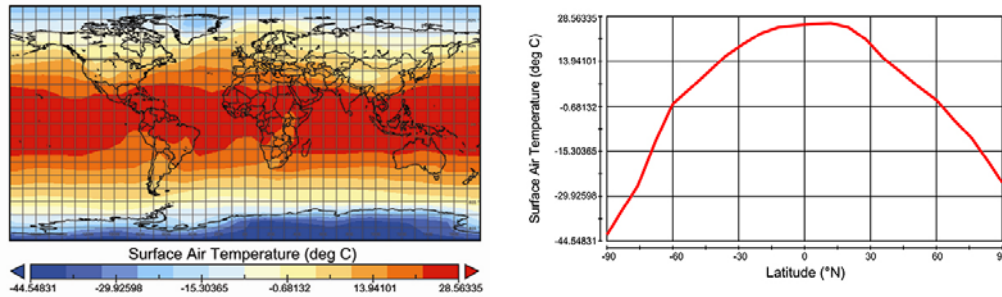 Surface Air Temperature (deg C)
-44.54831 -29.92598 -15.30365 -0.68132 13.94101 28.56335
Surface Air Temperature (deg C)
28.56335
13.94101
-0.68132
-15.30365
-29.92598
-44.54831
-90 -60 -30 0 30 60 90
Latitude (°N)